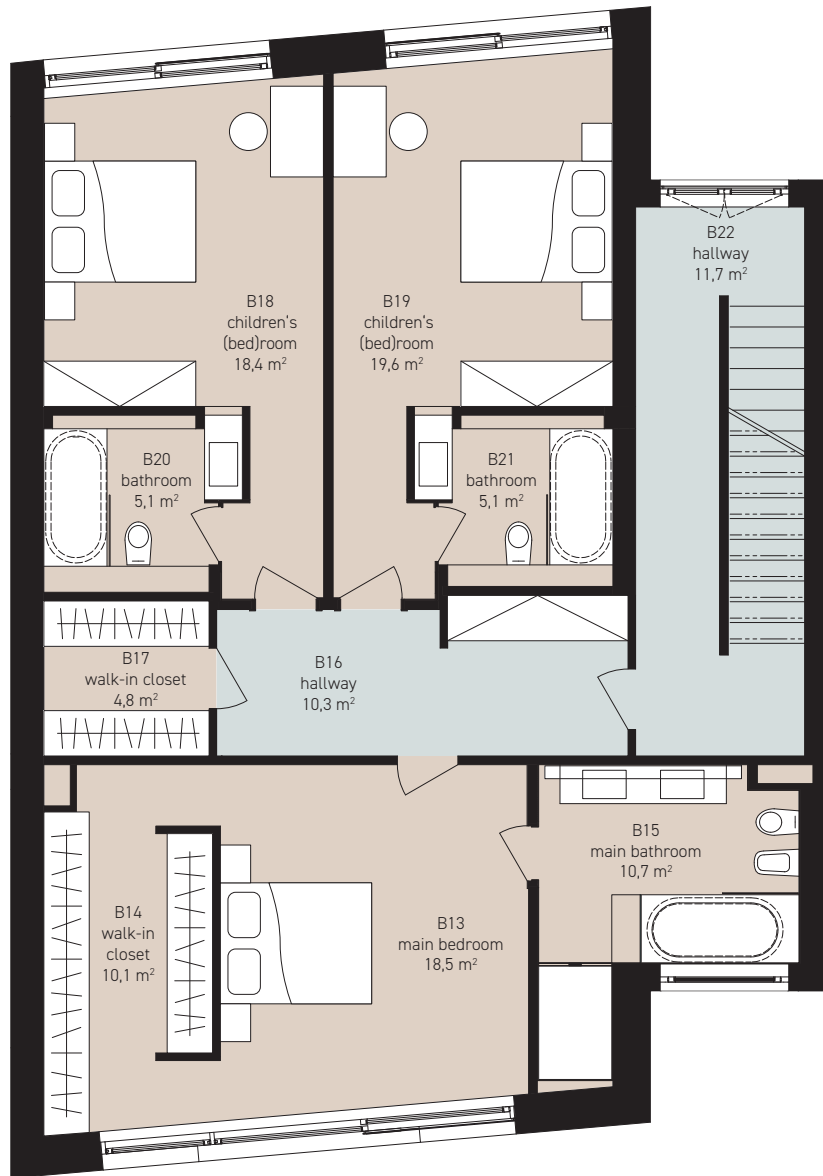 B22
hallway
11,7 m²
B18
children's
(bed)room
18,4 m²
B19
children's
(bed)room
19,6 m²
B20
bathroom
5,1 m²
B21
bathroom
5,1 m²
B17
walk-in closet
4,8 m²
B16
hallway
10,3 m²
B15
main bathroom
10,7 m²
B14
walk-in
closet
10,1 m²
B13
main bedroom
18,5 m²